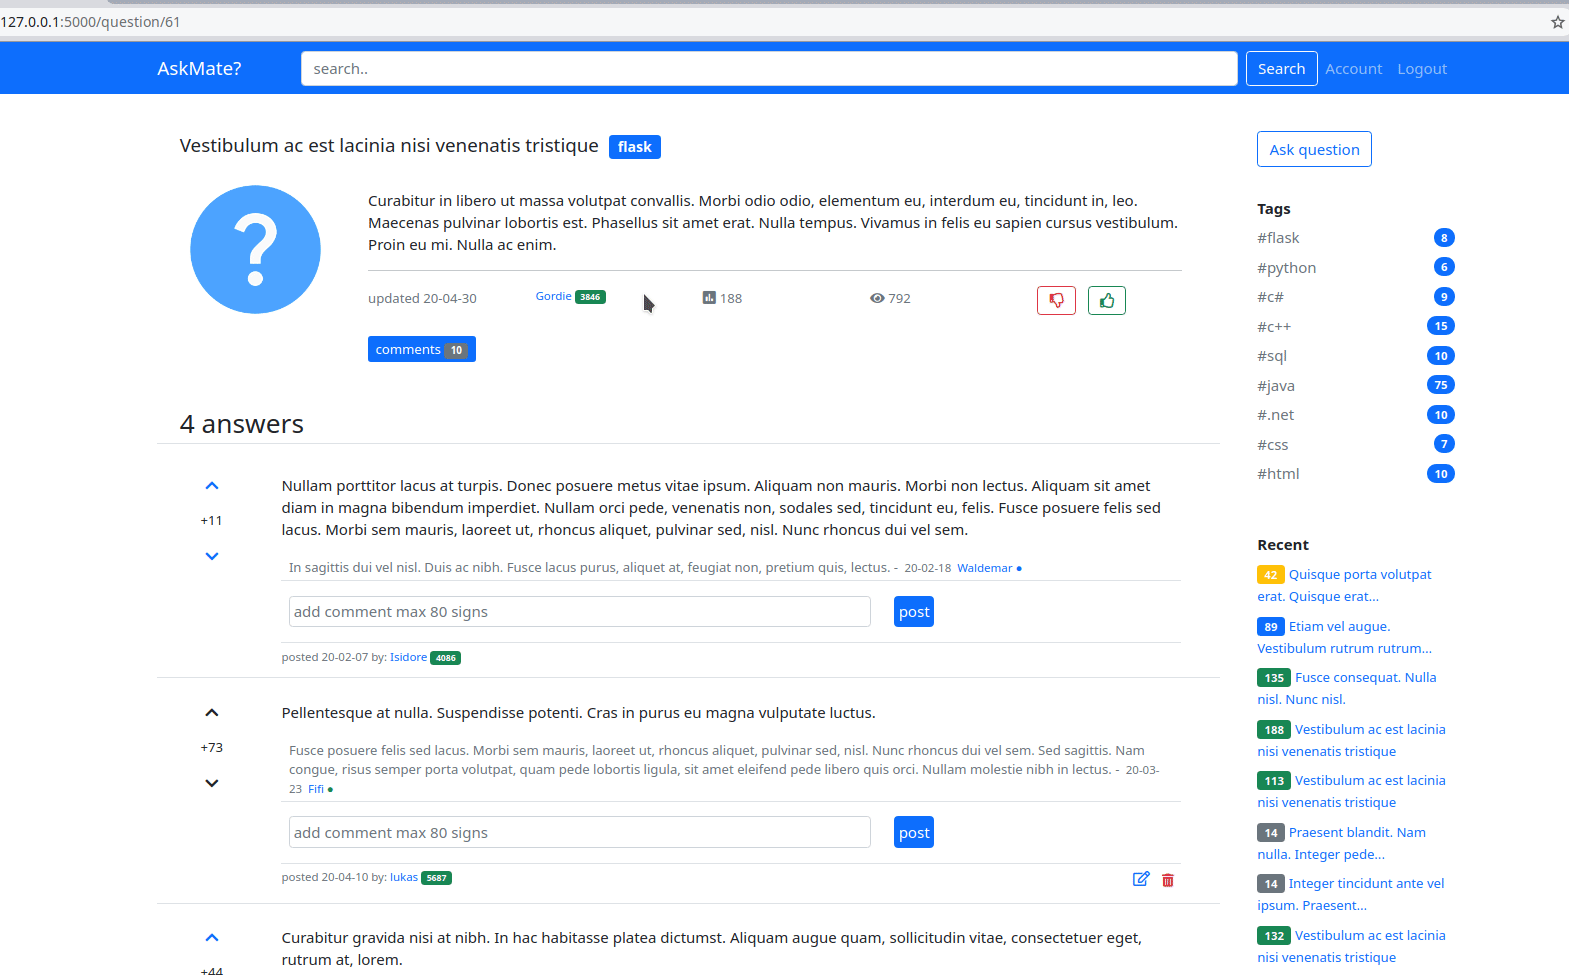 127.0.0.1:5000/question/61
AskMate?
search..
Search
Account
Logout
Vestibulum ac est lacinia nisi venenatis tristique flask
Curabitur in libero ut massa volutpat convallis. Morbi odio odio, elementum eu, interdum eu, tincidunt in, leo.
Maecenas pulvinar lobortis est. Phasellus sit amet erat. Nulla tempus. Vivamus in felis eu sapien cursus vestibulum.
Proin eu mi. Nulla ac enim.
updated 20-04-30
Gordie 3846
188
792
comments 10
4 answers
+11
Nullam porttitor lacus at turpis. Donec posuere metus vitae ipsum. Aliquam non mauris. Morbi non lectus. Aliquam sit amet
diam in magna bibendum imperdiet. Nullam orci pede, venenatis non, sodales sed, tincidunt eu, felis. Fusce posuere felis sed
lacus. Morbi sem mauris, laoreet ut, rhoncus aliquet, pulvinar sed, nisl. Nunc rhoncus dui vel sem.
In sagittis dui vel nisl. Duis ac nibh. Fusce lacus purus, aliquet at, feugiat non, pretium quis, lectus. - 20-02-18 Waldemar •
add comment max 80 signs
post
posted 20-02-07 by: Isidore 4086
+73
Pellentesque at nulla. Suspendisse potenti. Cras in purus eu magna vulputate luctus.
Fusce posuere felis sed lacus. Morbi sem mauris, laoreet ut, rhoncus aliquet, pulvinar sed, nisl. Nunc rhoncus dui vel sem. Sed sagittis. Nam
congue, risus semper porta volutpat, quam pede lobortis ligula, sit amet eleifend pede libero quis orci. Nullam molestie nibh in lectus. - 20-03-
23 Fifi •
add comment max 80 signs
post
posted 20-04-10 by: lukas 5687
+44
Curabitur gravida nisi at nibh. In hac habitasse platea dictumst. Aliquam augue quam, sollicitudin vitae, consectetuer eget,
rutrum at, lorem.
Ask question
Tags
#flask 8
#python 6
#c# 9
#c++ 15
#sql 10
#java 75
#.net 10
#css 7
#html 10
Recent
42 Quisque porta volutpat
erat. Quisque erat...
89 Etiam vel augue.
Vestibulum rutrum rutrum...
135 Fusce consequat. Nulla
nisl. Nunc nisl.
188 Vestibulum ac est lacinia
nisi venenatis tristique
113 Vestibulum ac est lacinia
nisi venenatis tristique
14 Praesent blandit. Nam
nulla. Integer pede...
14 Integer tincidunt ante vel
ipsum. Praesent...
132 Vestibulum ac est lacinia
nisi venenatis tristique